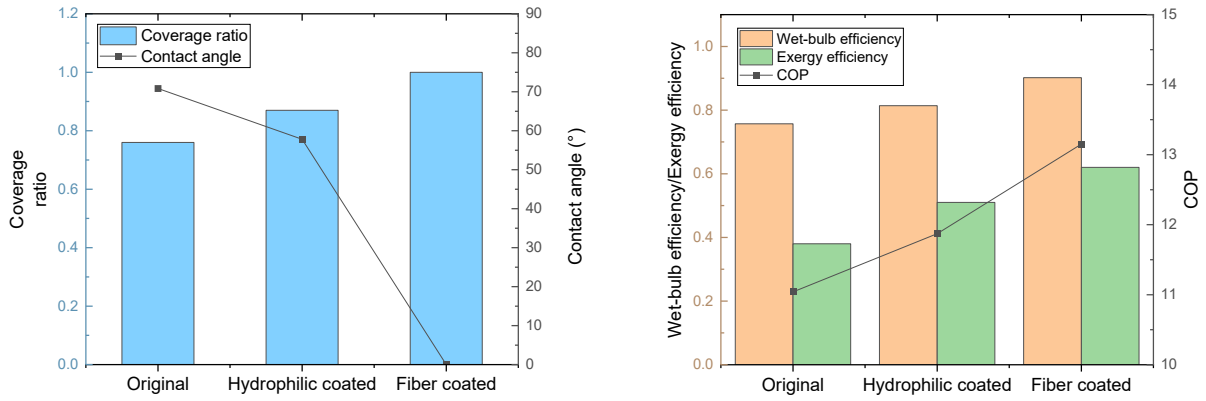 1.2
1.0
0.8
0.6
0.4
0.2
0.0
Coverage
ratio
Coverage ratio
Contact angle
90
80
70
60
50
40
30
20
10
0
Contact angle (°)
Original
Hydrophilic coated
Fiber coated
1.0
0.8
0.6
0.4
0.2
0.0
Wet-bulb efficiency/Exergy efficiency
Wet-bulb efficiency
Exergy efficiency
COP
15
14
13
12
11
10
COP
Original
Hydrophilic coated
Fiber coated